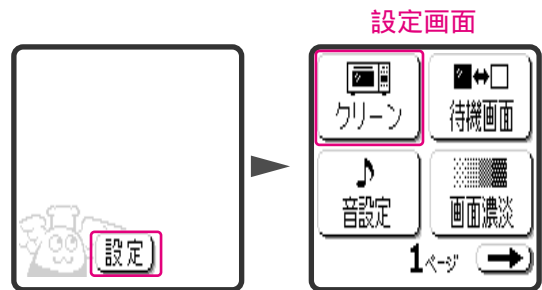 設定画面
設定
クリーン
待機画面
音設定
画面濃淡
1ページ